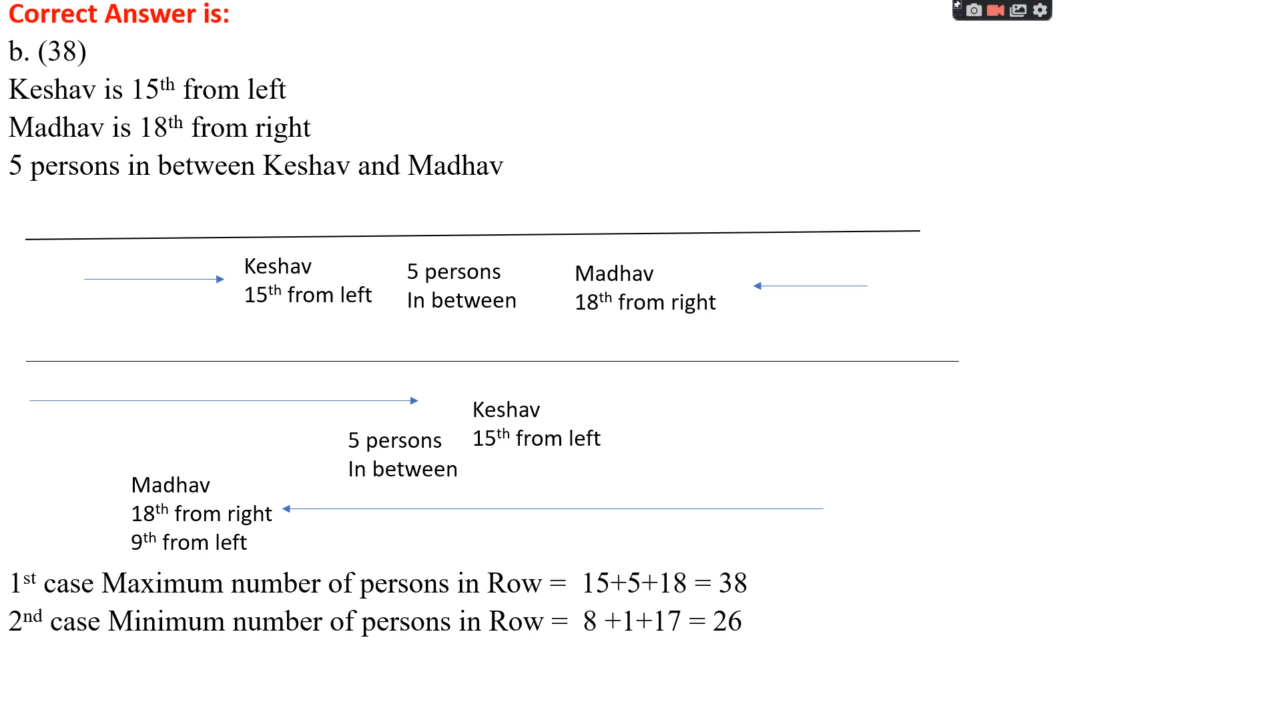 Correct Answer is:
b. (38)
Keshav is 15th from left
Madhav is 18th from right
5 persons in between Keshav and Madhav
Keshav
15th from left
5 persons
In between
Madhav
18th from right
Keshav
15th from left
5 persons
In between
Madhav
18th from right
9th from left
1st case Maximum number of persons in Row = 15+5+18 = 38
2nd case Minimum number of persons in Row = 8 +1+17 = 26